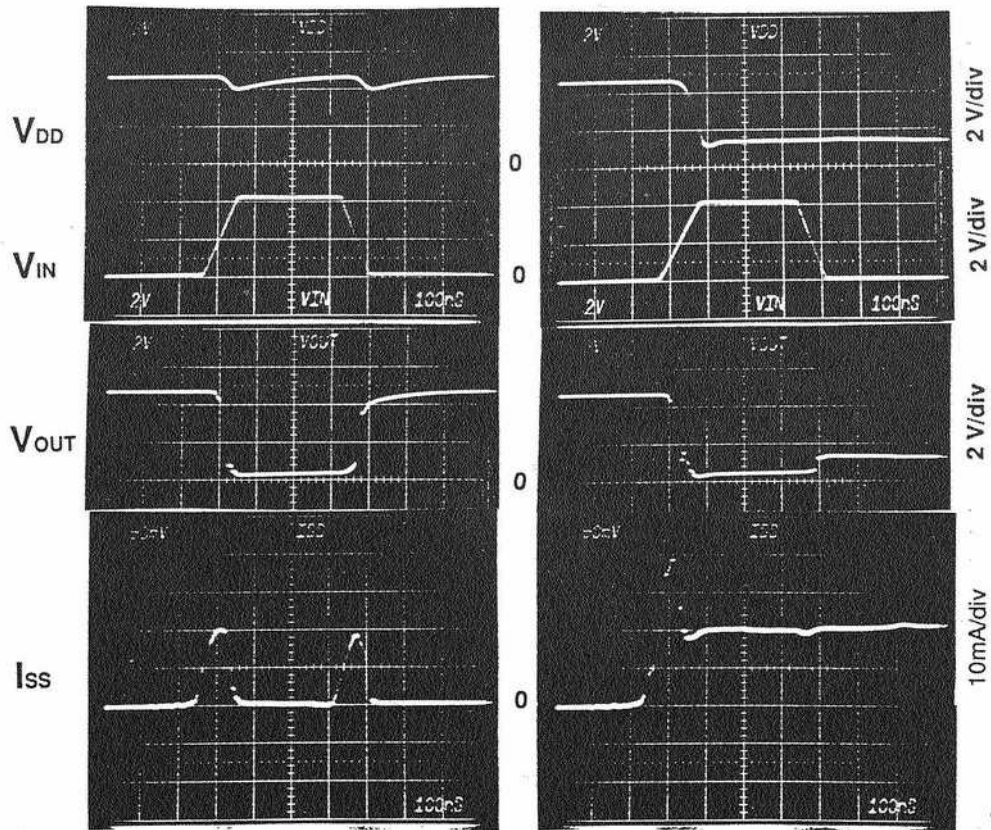 2V VDD
2V VDD
2 V/div
VDD
0
VIN
0
2 V/div
2V VIN 100nS
2V VIN 100nS
2V VOUT
VOUT
VOUT
0
2 V/div
ISS
ISS
ISS
0
10mA/div
100nS
100nS